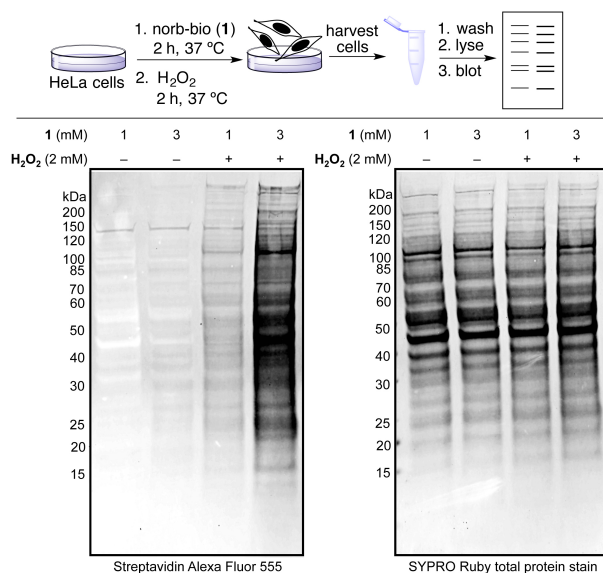 1. norb-bio (1)
2 h, 37 ºC
2. H2O2
2 h, 37 ºC
HeLa cells
harvest
cells
1. wash
2. lyse
3. blot
1 (mM) 1 3 1 3
H2O2 (2 mM) – – + +
kDa
200
150
120
100
85
70
60
50
40
30
25
20
15
Streptavidin Alexa Fluor 555
1 (mM) 1 3 1 3
H2O2 (2 mM) – – + +
kDa
200
150
120
100
85
70
60
50
40
30
25
20
15
SYPRO Ruby total protein stain